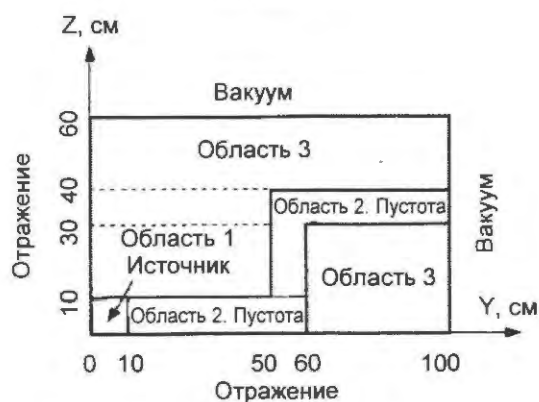 Z, см
Вакуум
60
Область 3
40
Область 2. Пустота
30
Отражение
Вакуум
Область 1
Источник
Область 3
10
Область 2. Пустота
Y, см
0 10 50 60 100
Отражение